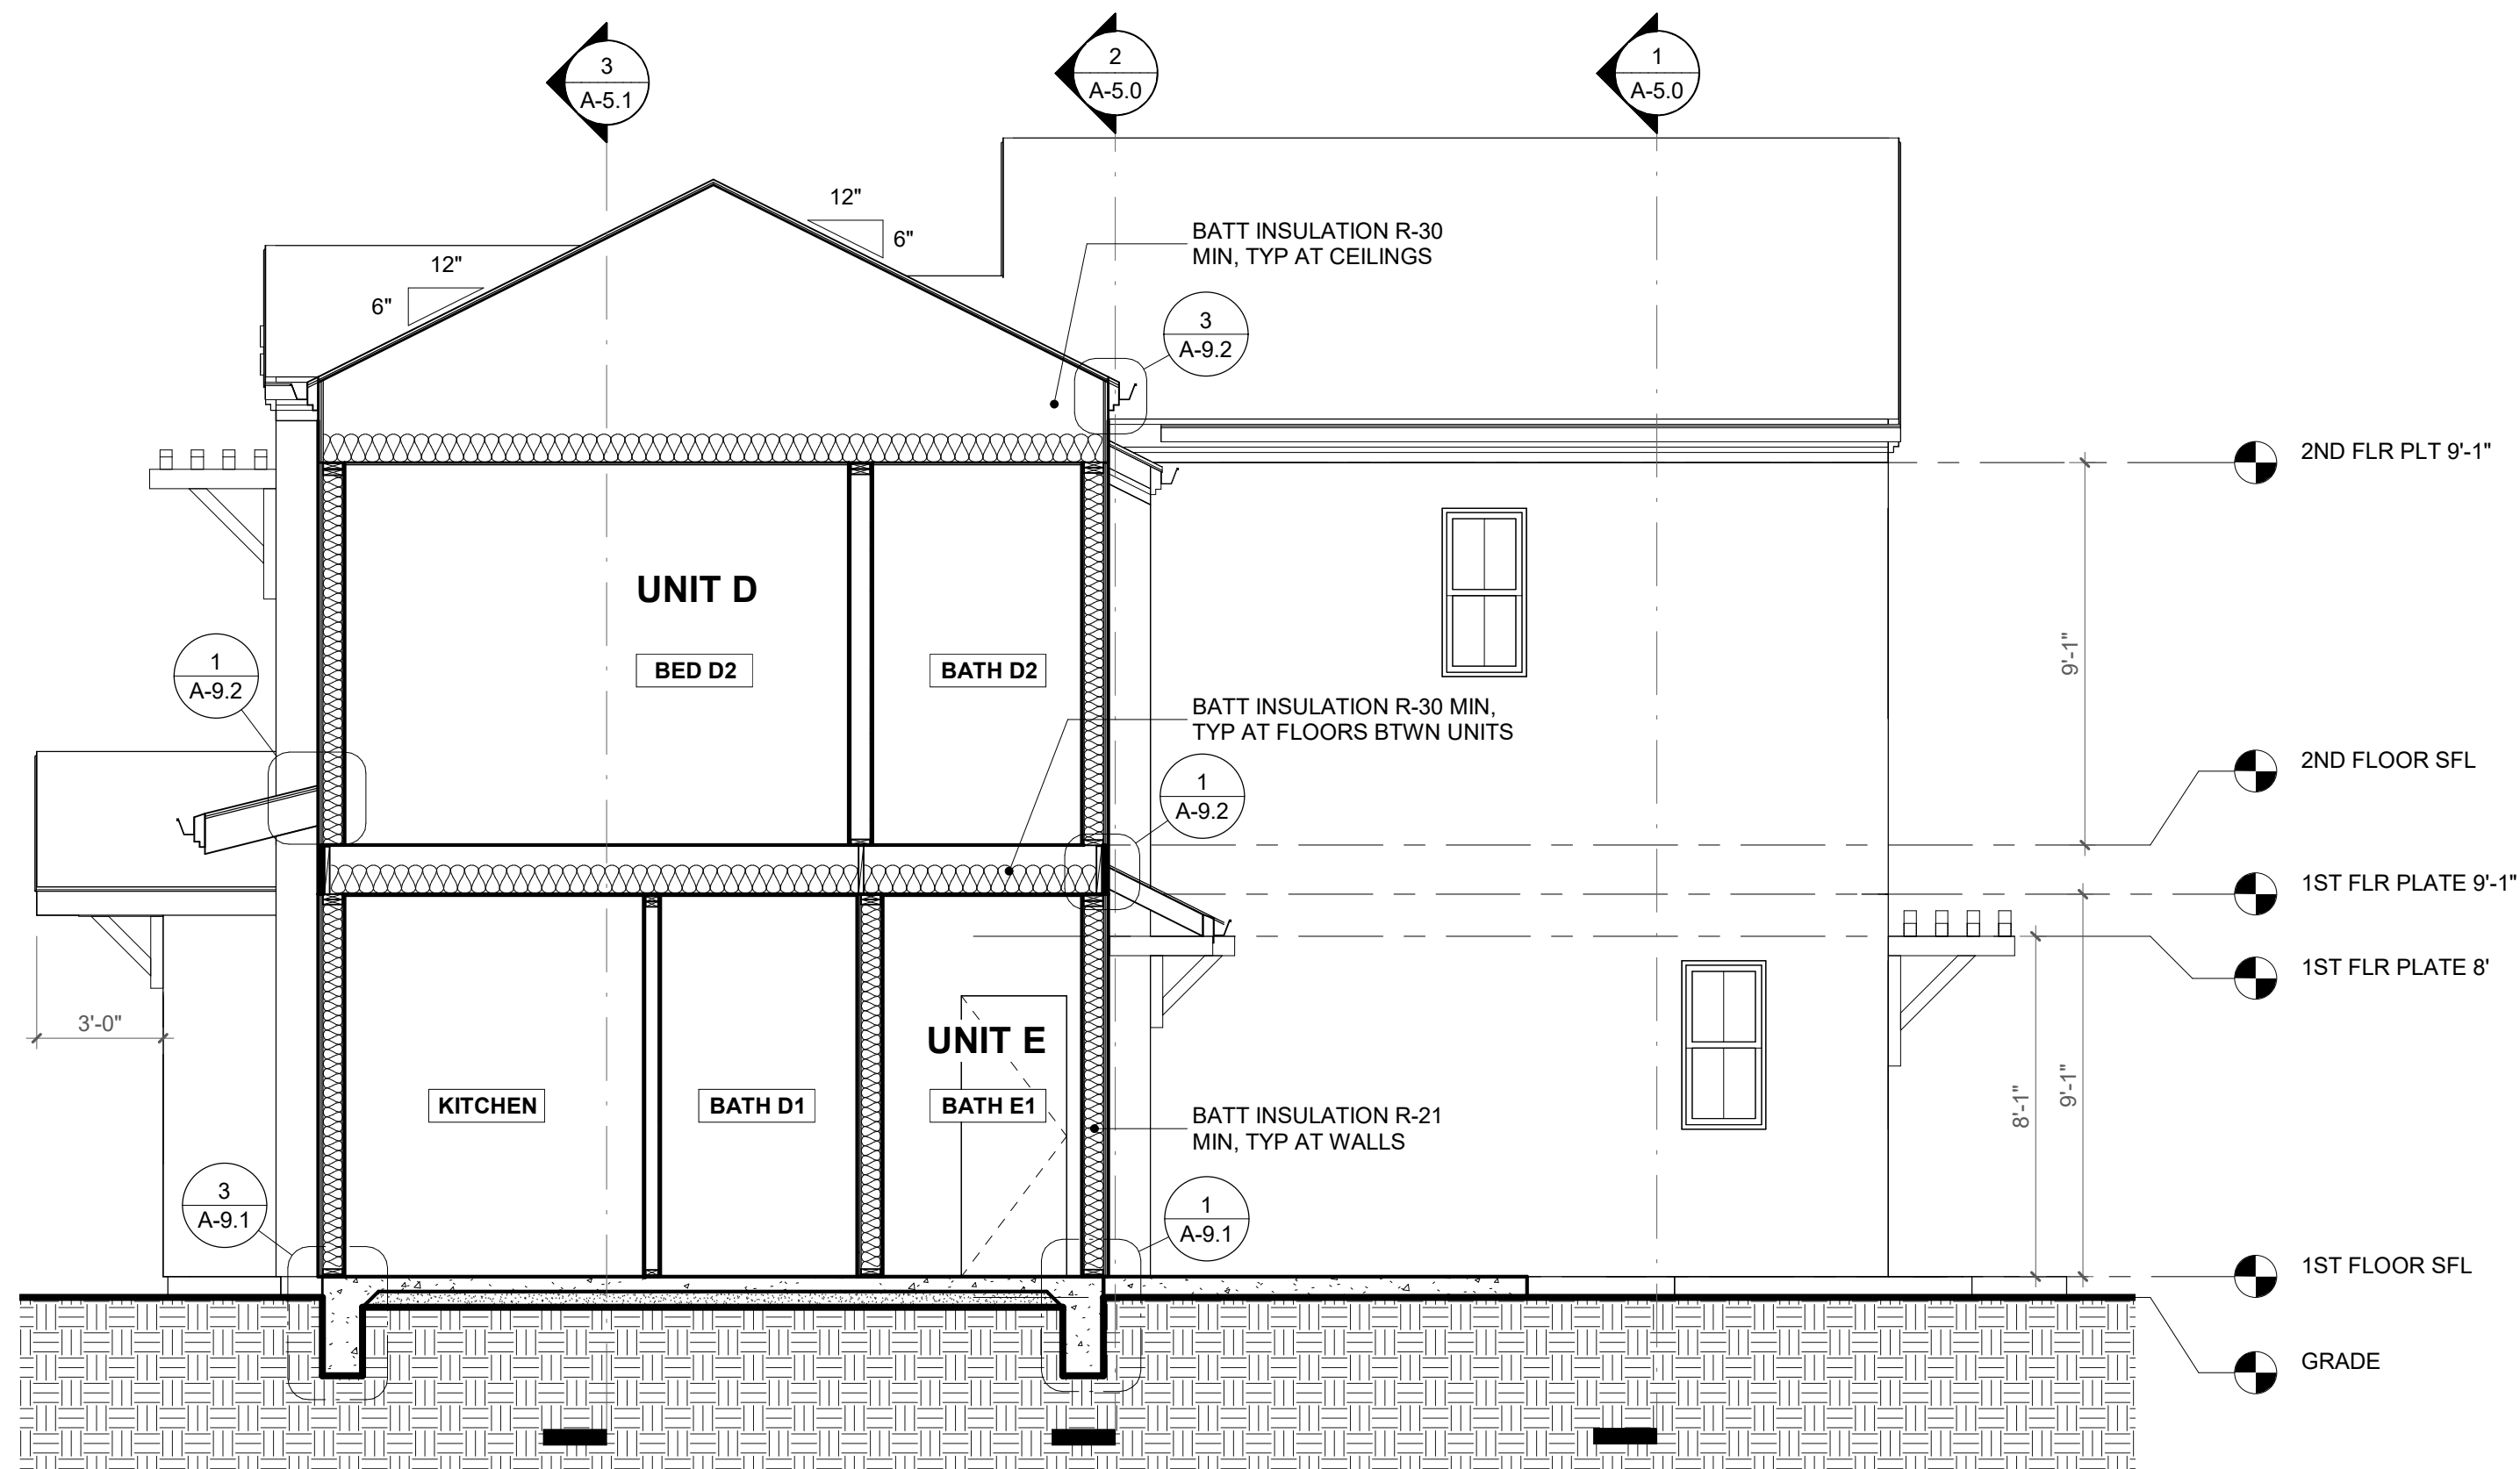 3
A-5.1
2
A-5.0
1
A-5.0
12"
6"
12"
6"
BATT INSULATION R-30
MIN, TYP AT CEILINGS
3
A-9.2
2ND FLR PLT 9'-1"
UNIT D
BED D2
BATH D2
1
A-9.2
9'-1"
BATT INSULATION R-30 MIN,
TYP AT FLOORS BTWN UNITS
2ND FLOOR SFL
1
A-9.2
1ST FLR PLATE 9'-1"
1ST FLR PLATE 8'
3'-0"
UNIT E
KITCHEN
BATH D1
BATH E1
BATT INSULATION R-21
MIN, TYP AT WALLS
8'-1"
9'-1"
3
A-9.1
1
A-9.1
1ST FLOOR SFL
GRADE